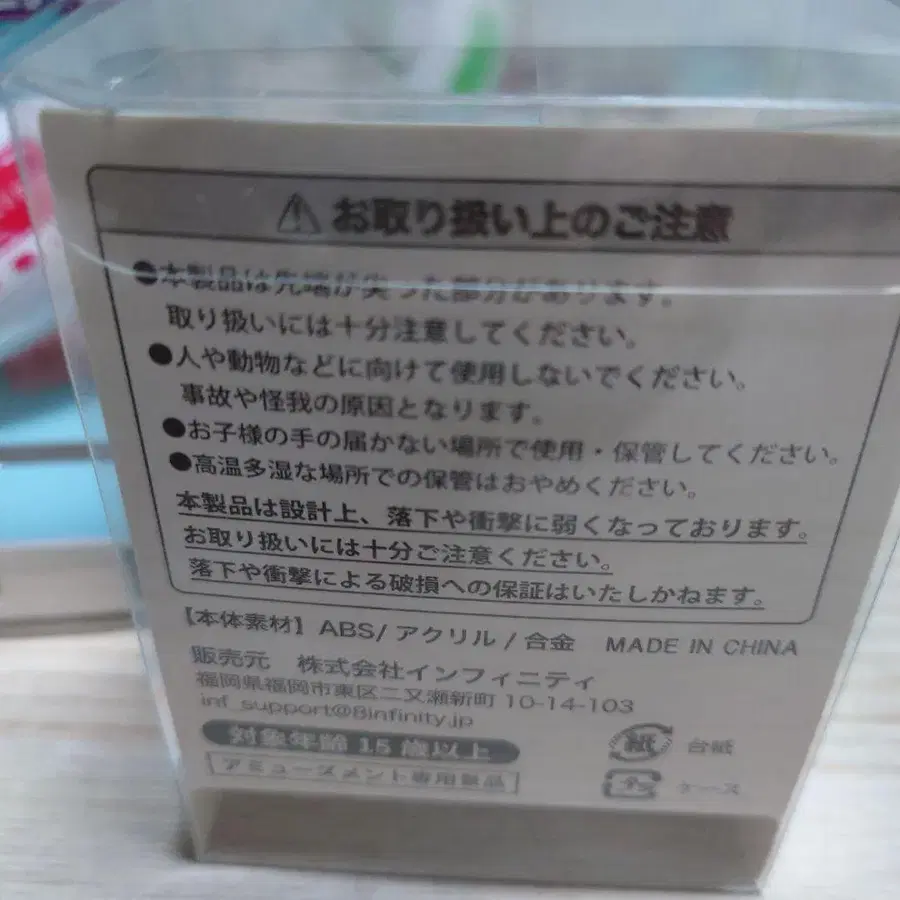 ⚠ お取り扱い上のご注意
●本製品は先端が尖った部分があります。
取り扱いには十分注意してください。
●人や動物などに向けて使用しないでください。
事故や怪我の原因となります。
●お子様の手の届かない場所で使用・保管してください。
●高温多湿な場所での保管はおやめください。
本製品は設計上、落下や衝撃に弱くなっております。
お取り扱いには十分ご注意ください。
落下や衝撃による破損への保証はいたしかねます。
【本体素材】ABS/アクリル/合金 MADE IN CHINA
販売元 株式会社インフィニティ
福岡県福岡市東区二又瀬新町 10-14-103
inf_support@8infinity.jp
対象年齢 15 歳以上
アミューズメント専用景品
紙 台紙
プラ ケース